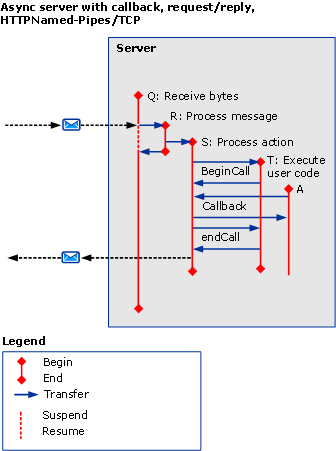 Async server with callback, request/reply,
HTTPNamed-Pipes/TCP
Server
Q: Receive bytes
R: Process message
S: Process action
T: Execute
user code
BeginCall
A
Callback
endCall
Legend
Begin
End
Transfer
Suspend
Resume